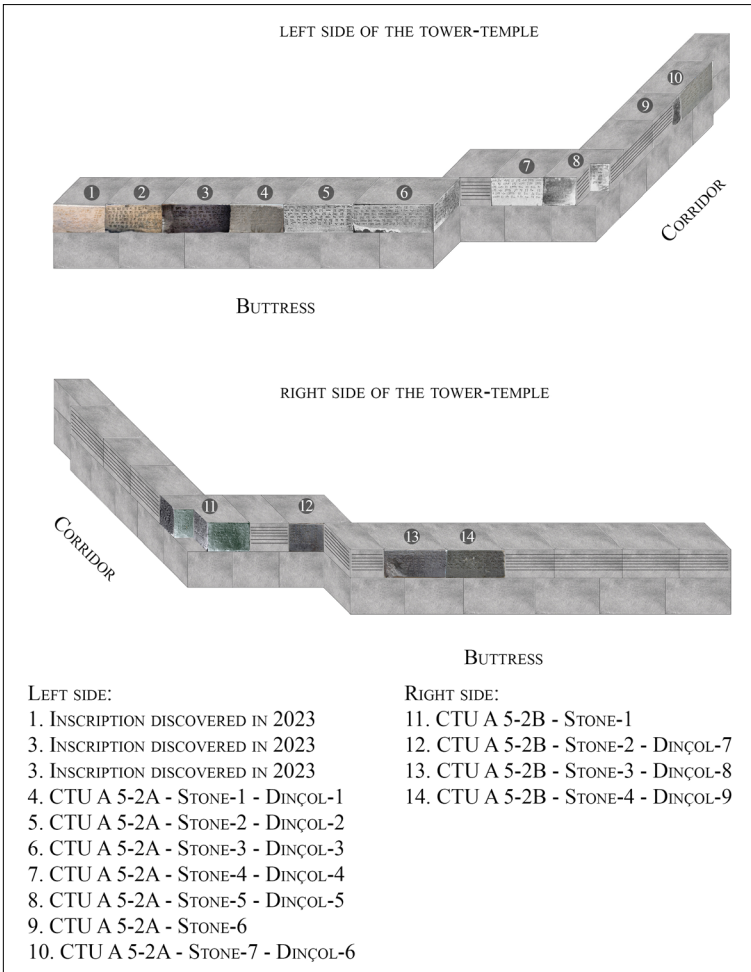 LEFT SIDE OF THE TOWER-TEMPLE
1 2 3 4 5 6 7 8 9 10
CORRIDOR
BUTTRESS
RIGHT SIDE OF THE TOWER-TEMPLE
CORRIDOR
11 12 13 14
BUTTRESS
LEFT SIDE:
1. INSCRIPTION DISCOVERED IN 2023
3. INSCRIPTION DISCOVERED IN 2023
3. INSCRIPTION DISCOVERED IN 2023
4. CTU A 5-2A - STONE-1 - DINÇOL-1
5. CTU A 5-2A - STONE-2 - DINÇOL-2
6. CTU A 5-2A - STONE-3 - DINÇOL-3
7. CTU A 5-2A - STONE-4 - DINÇOL-4
8. CTU A 5-2A - STONE-5 - DINÇOL-5
9. CTU A 5-2A - STONE-6
10. CTU A 5-2A - STONE-7 - DINÇOL-6
RIGHT SIDE:
11. CTU A 5-2B - STONE-1
12. CTU A 5-2B - STONE-2 - DINÇOL-7
13. CTU A 5-2B - STONE-3 - DINÇOL-8
14. CTU A 5-2B - STONE-4 - DINÇOL-9